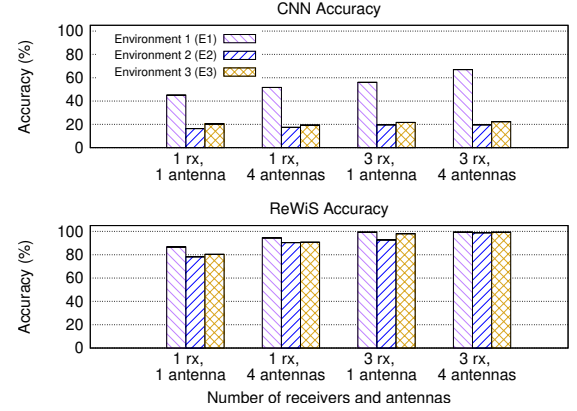 CNN Accuracy
Accuracy (%)
100
80
60
40
20
0
Environment 1 (E1)
Environment 2 (E2)
Environment 3 (E3)
1 rx, 1 rx, 3 rx, 3 rx,
1 antenna 4 antennas 1 antenna 4 antennas
ReWiS Accuracy
Accuracy (%)
100
80
60
40
20
0
1 rx, 1 rx, 3 rx, 3 rx,
1 antenna 4 antennas 1 antenna 4 antennas
Number of receivers and antennas